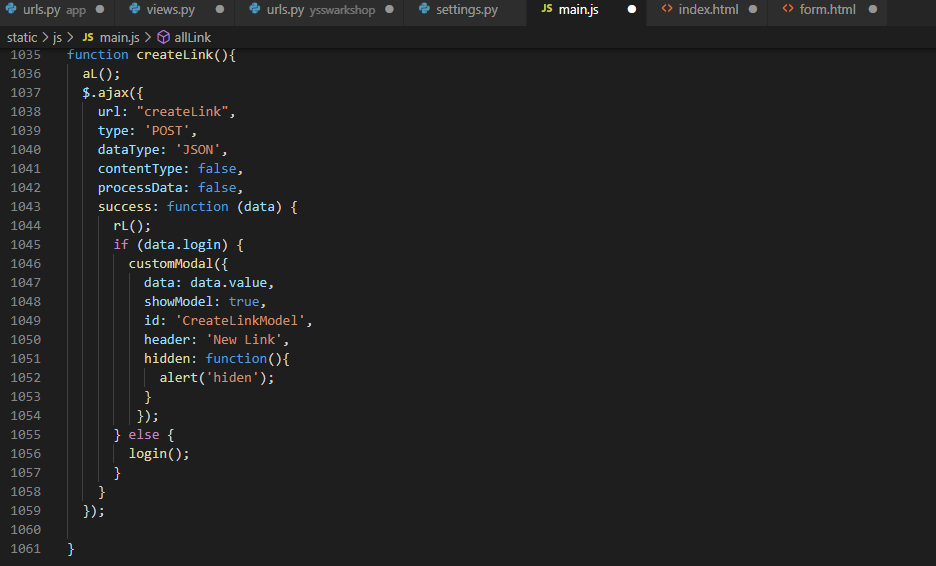 urls.py app views.py urls.py ysswarkshop settings.py JS main.js index.html form.html
static > js > JS main.js > allLink
1035 function createLink(){
1036 aL();
1037 $.ajax({
1038 url: "createLink",
1039 type: 'POST',
1040 dataType: 'JSON',
1041 contentType: false,
1042 processData: false,
1043 success: function (data) {
1044 rL();
1045 if (data.login) {
1046 customModal({
1047 data: data.value,
1048 showModel: true,
1049 id: 'CreateLinkModel',
1050 header: 'New Link',
1051 hidden: function(){
1052 alert('hiden');
1053 }
1054 });
1055 } else {
1056 login();
1057 }
1058 }
1059 });
1060
1061 }